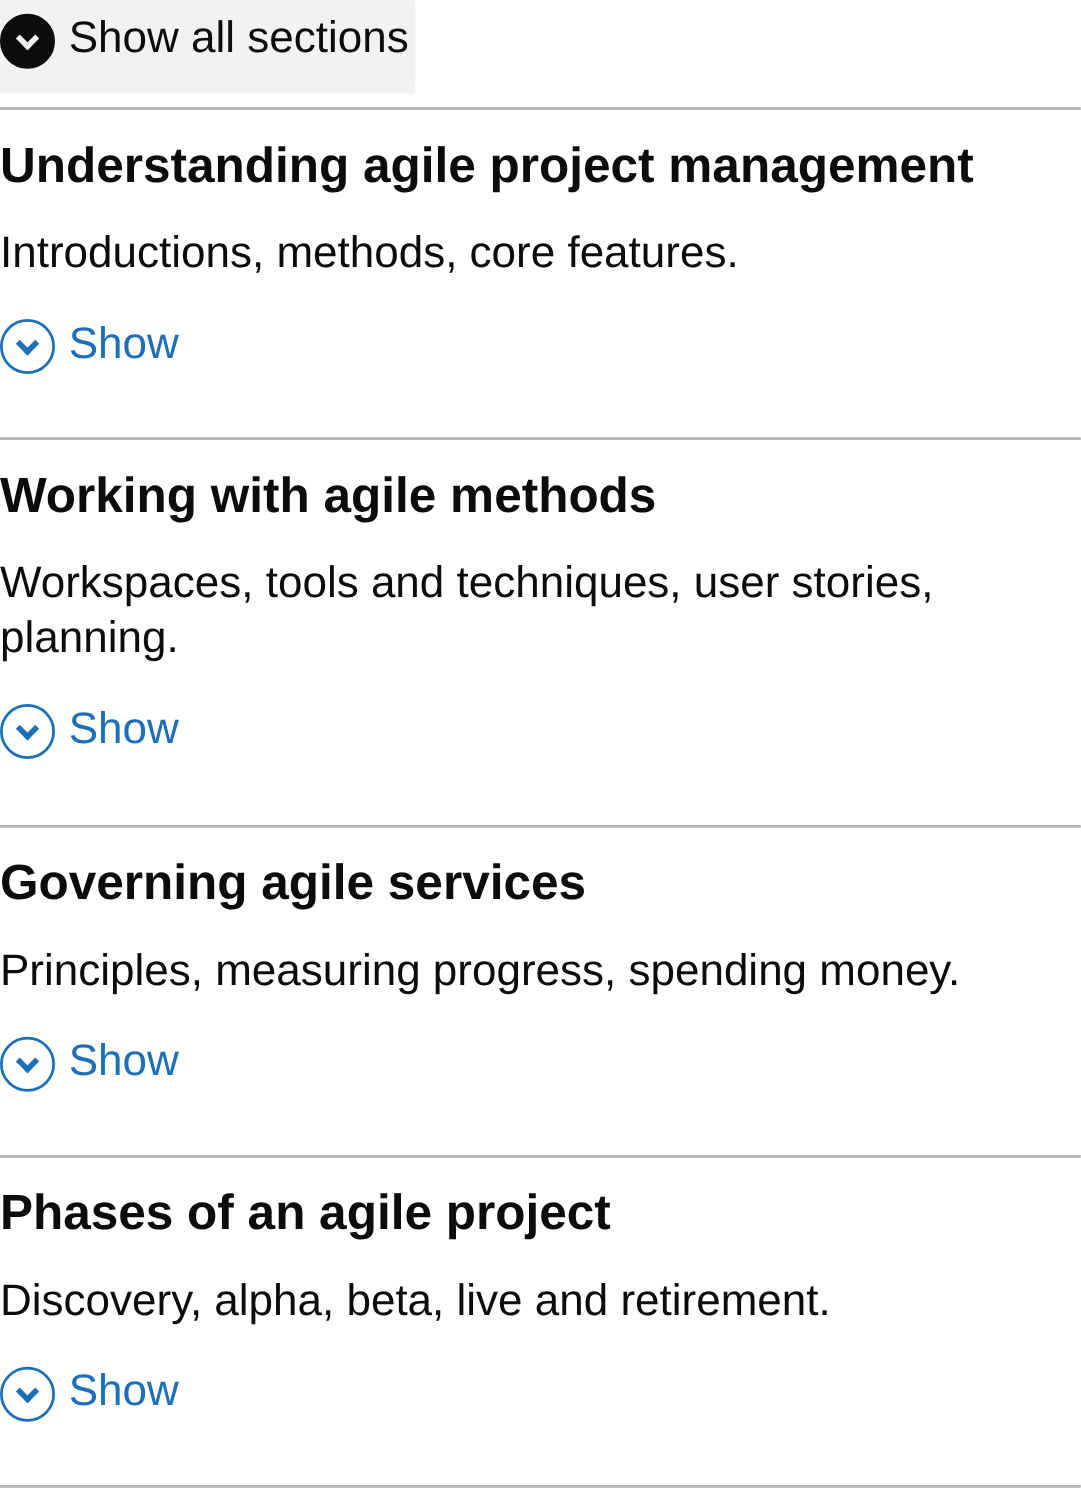 Show all sections
Understanding agile project management
Introductions, methods, core features.
Show
Working with agile methods
Workspaces, tools and techniques, user stories,
planning.
Show
Governing agile services
Principles, measuring progress, spending money.
Show
Phases of an agile project
Discovery, alpha, beta, live and retirement.
Show